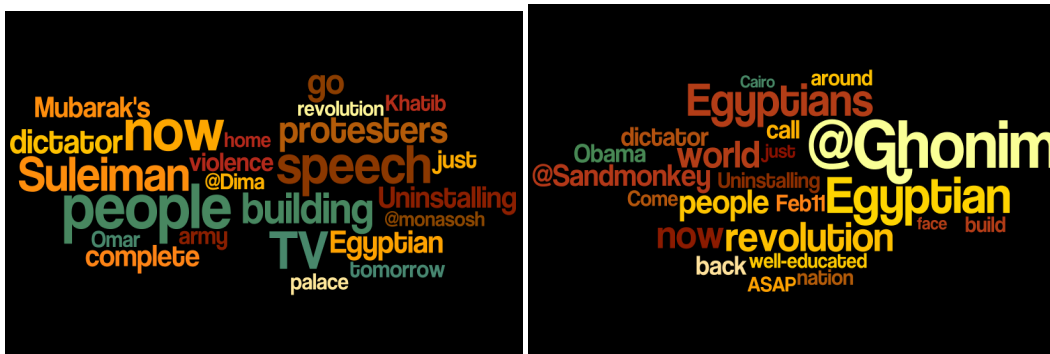 go
Mubarak's
revolution
Khatib
dictator
now
home
protesters
Suleiman
violence
@Dima
speech
just
people
building
Uninstalling
@monasosh
Omar
army
TV
Egyptian
complete
tomorrow
palace
Cairo
around
Egyptians
dictator
call
@Ghonim
Obama
world
just
@Sandmonkey
Uninstalling
Come
people
Feb11
Egyptian
face
build
now
revolution
back
well-educated
ASAP
nation